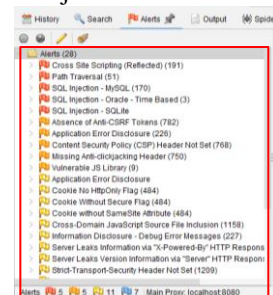 History Search Alerts Output Spide
Alerts (28)
Cross Site Scripting (Reflected) (191)
Path Traversal (51)
SQL Injection - MySQL (170)
SQL Injection - Oracle - Time Based (3)
SQL Injection - SQLite
Absence of Anti-CSRF Tokens (782)
Application Error Disclosure (226)
Content Security Policy (CSP) Header Not Set (768)
Missing Anti-clickjacking Header (750)
Vulnerable JS Library (9)
Application Error Disclosure
Cookie No HttpOnly Flag (484)
Cookie Without Secure Flag (484)
Cookie without SameSite Attribute (484)
Cross-Domain JavaScript Source File Inclusion (1158)
Information Disclosure - Debug Error Messages (227)
Server Leaks Information via "X-Powered-By" HTTP Respons
Server Leaks Version Information via "Server" HTTP Respons
Strict-Transport-Security Header Not Set (1209)
Alerts 5 5 11 7 Main Proxy: localhost:8080